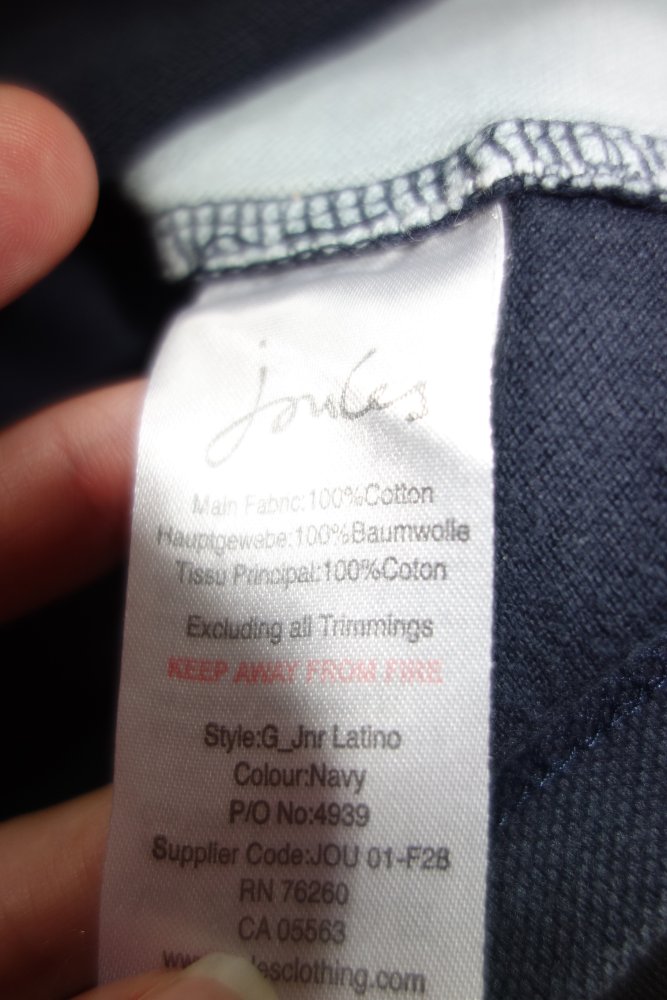 joules
Main Fabric:100%Cotton
Hauptgewebe:100%Baumwolle
Tissu Principal:100%Coton
Excluding all Trimmings
KEEP AWAY FROM FIRE
Style:G_Jnr Latino
Colour:Navy
P/O No:4939
Supplier Code:JOU 01-F28
RN 76260
CA 05563